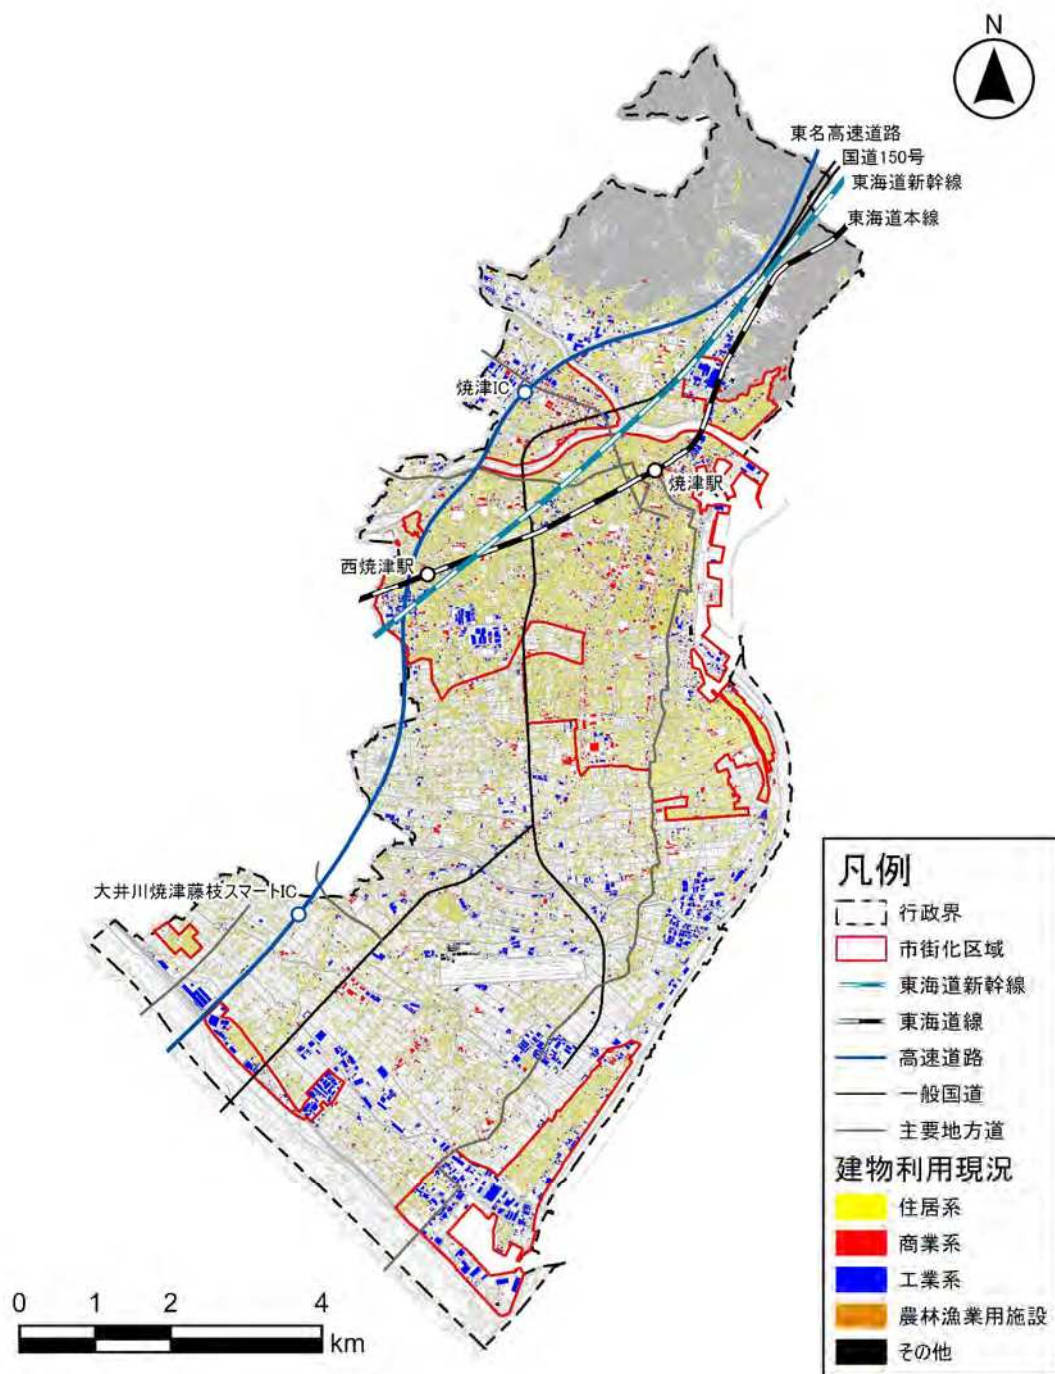 N
東名高速道路
国道150号
東海道新幹線
東海道本線
焼津IC
焼津駅
西焼津駅
大井川焼津藤枝スマートIC
凡例
行政界
市街化区域
東海道新幹線
東海道線
高速道路
一般国道
主要地方道
建物利用現況
住居系
商業系
工業系
農林漁業用施設
その他
0 1 2 4
km